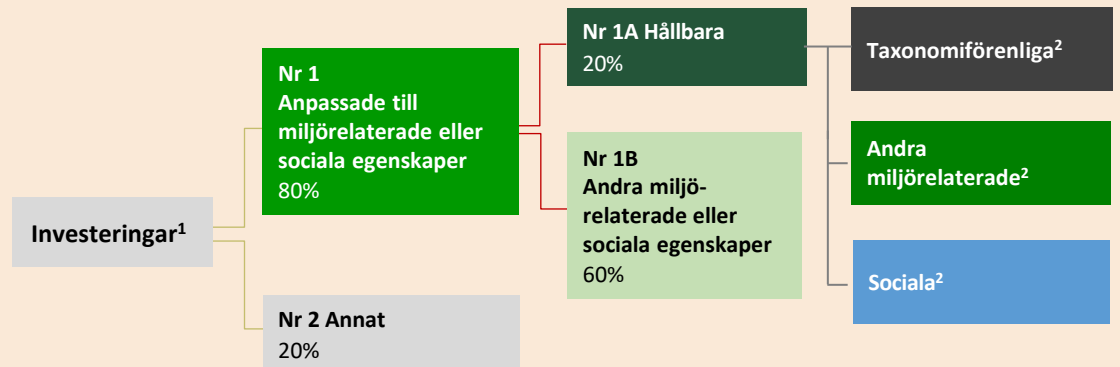 Investeringar¹
Nr 1
Anpassade till
miljörelaterade eller
sociala egenskaper
80%
Nr 2 Annat
20%
Nr 1A Hållbara
20%
Nr 1B
Andra miljö-
relaterade eller
sociala egenskaper
60%
Taxonomiförenliga²
Andra
miljörelaterade²
Sociala²